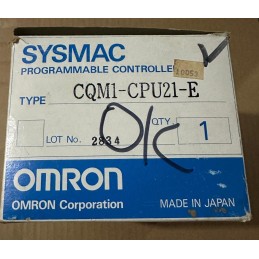 SYSMAC
PROGRAMMABLE CONTROLLER
TYPE CQM1-CPU21-E
LOT No. 2834 QTY 1
O/C
OMRON
OMRON Corporation MADE IN JAPAN